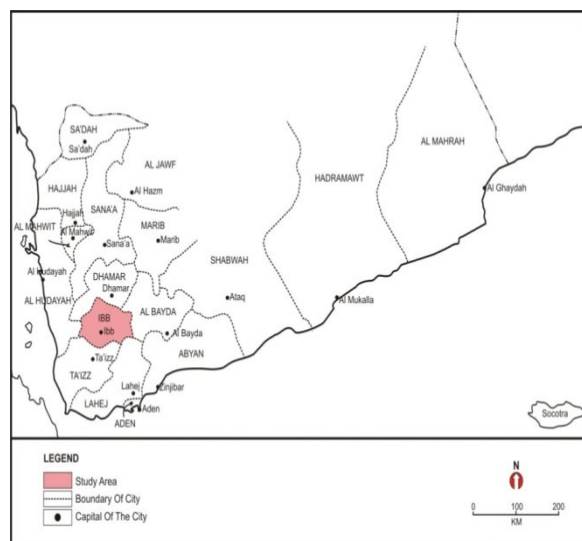 SA'DAH
Sa'dah
AL JAWF
AL MAHRAH
HADRAMAWT
HAJJAH
Al Hazm
Al Ghaydah
SANA'A
AL MAHWIT
Hajjah
MARIB
Al Mahwit
Sana'a
Marib
SHABWAH
Al Hudayah
DHAMAR
Dhamar
Ataq
Al Mukalla
AL HUDAYAH
IBB
AL BAYDA
Ibb
Al Bayda
Ta'izz
ABYAN
TA'IZZ
Lahej
Zinjibar
LAHEJ
Aden
ADEN
Socotra
LEGEND
Study Area
Boundary Of City
Capital Of The City
N
0 100 200
KM